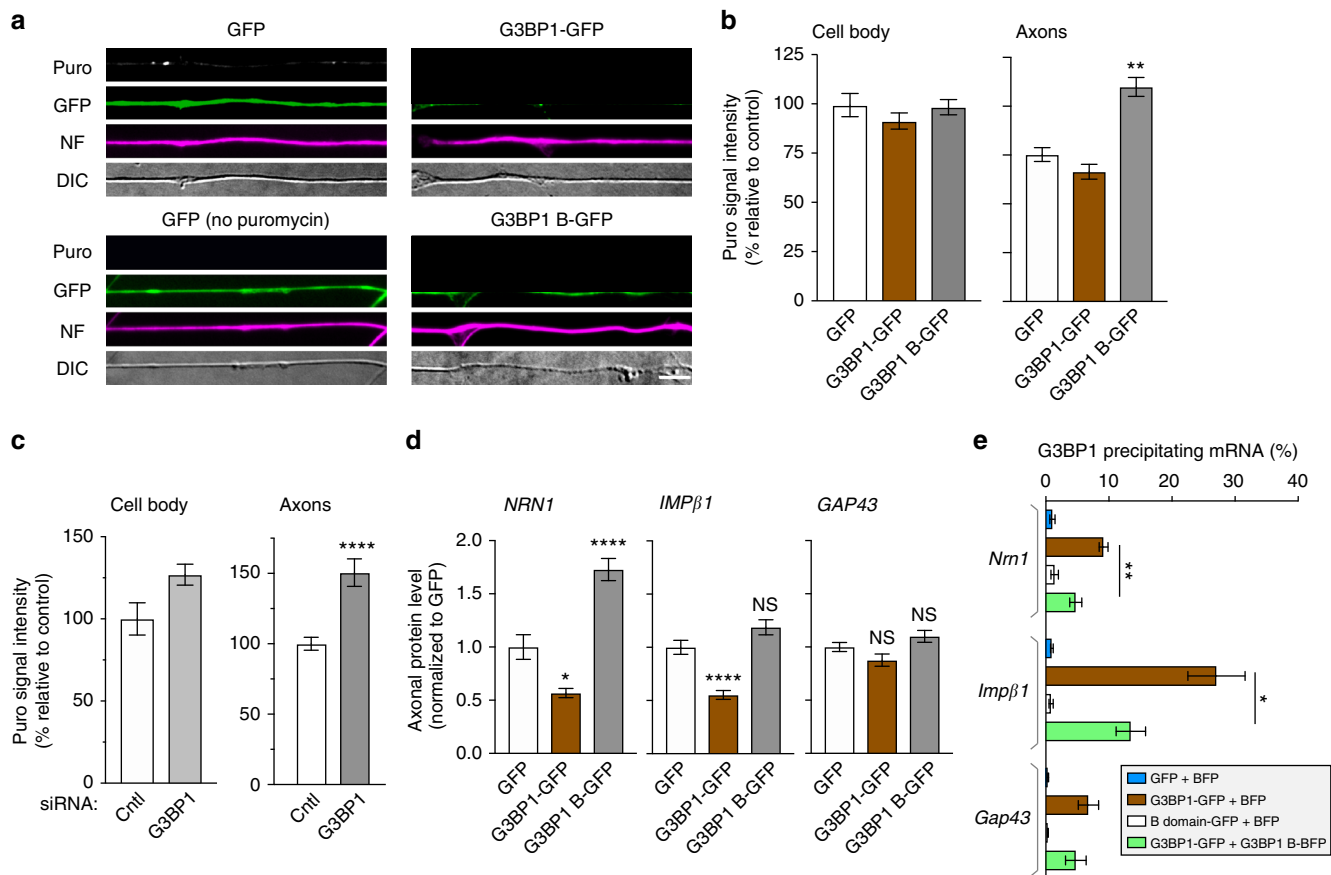 a
GFP
G3BP1-GFP
Puro
GFP
NF
DIC
GFP (no puromycin)
G3BP1 B-GFP
Puro
GFP
NF
DIC
b
Cell body
Axons
Puro signal intensity
(% relative to control)
125
100
75
50
25
0
**
GFP
G3BP1-GFP
G3BP1 B-GFP
GFP
G3BP1-GFP
G3BP1 B-GFP
c
Cell body
Axons
Puro signal intensity
(% relative to control)
150
100
50
0
150
100
50
0
****
siRNA:
Cntl
G3BP1
Cntl
G3BP1
d
NRN1
IMPβ1
GAP43
Axonal protein level
(normalized to GFP)
2.0
1.5
1.0
0.5
0.0
*
****
****
NS
NS
NS
GFP
G3BP1-GFP
G3BP1 B-GFP
GFP
G3BP1-GFP
G3BP1 B-GFP
GFP
G3BP1-GFP
G3BP1 B-GFP
e
G3BP1 precipitating mRNA (%)
0 10 20 30 40
Nrn1
**
Impβ1
*
Gap43
GFP + BFP
G3BP1-GFP + BFP
B domain-GFP + BFP
G3BP1-GFP + G3BP1 B-BFP